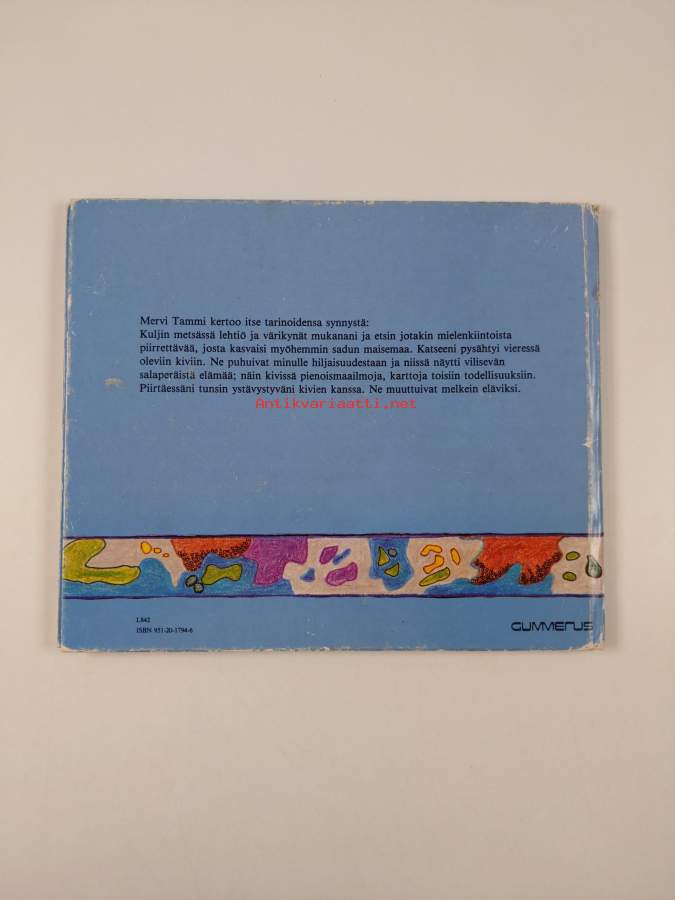 Mervi Tammi kertoo itse tarinoidensa synnystä:
Kuljin metsässä lehtiö ja värikynät mukanani ja etsin jotakin mielenkiintoista
piirrettävää, josta kasvaisi myöhemmin sadun maisemaa. Katseeni pysähtyi vieressä
oleviin kiviin. Ne puhuivat minulle hiljaisuudestaan ja niissä näytti vilisevän
salaperäistä elämää; näin kivissä pienoismaailmoja, karttoja toisiin todellisuuksiin.
Piirtäessäni tunsin ystävystyväni kivien kanssa. Ne muuttuivat melkein eläviksi.
Antikvariaatti.net
L842
ISBN 951-20-1794-6
GUMMERUS